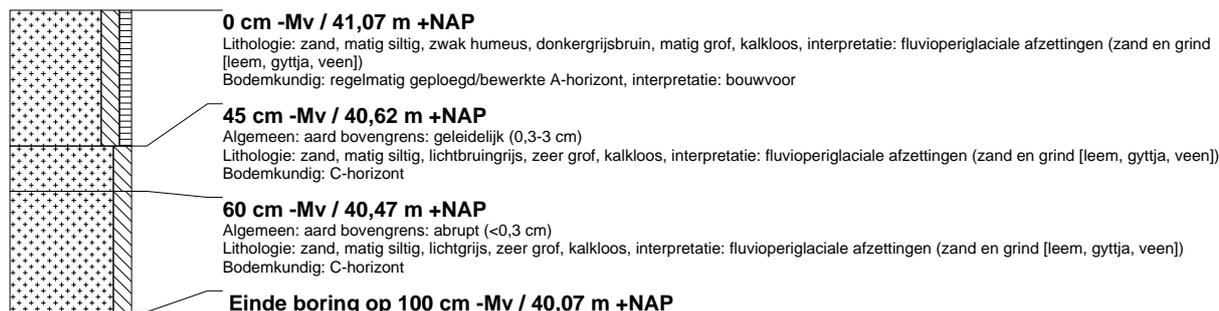 0 cm -Mv / 41,07 m +NAP
Lithologie: zand, matig siltig, zwak humeus, donkergrijsbruin, matig grof, kalkloos, interpretatie: fluvioperiglaciale afzettingen (zand en grind
[leem, gyttja, veen])
Bodemkundig: regelmatig geploegd/bewerkte A-horizont, interpretatie: bouwvoor
45 cm -Mv / 40,62 m +NAP
Algemeen: aard bovengrens: geleidelijk (0,3-3 cm)
Lithologie: zand, matig siltig, lichtbruingrijs, zeer grof, kalkloos, interpretatie: fluvioperiglaciale afzettingen (zand en grind [leem, gyttja, veen])
Bodemkundig: C-horizont
60 cm -Mv / 40,47 m +NAP
Algemeen: aard bovengrens: abrupt (<0,3 cm)
Lithologie: zand, matig siltig, lichtgrijs, zeer grof, kalkloos, interpretatie: fluvioperiglaciale afzettingen (zand en grind [leem, gyttja, veen])
Bodemkundig: C-horizont
Einde boring op 100 cm -Mv / 40,07 m +NAP